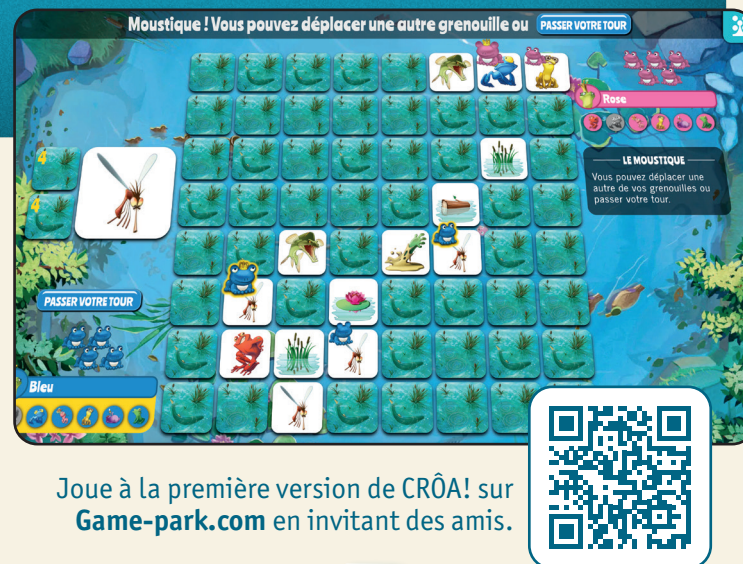 Moustique ! Vous pouvez déplacer une autre grenouille ou PASSER VOTRE TOUR
Rose
4
4
LE MOUSTIQUE
Vous pouvez déplacer une
autre de vos grenouilles ou
passer votre tour.
PASSER VOTRE TOUR
Bleu
Joue à la première version de CRÔA! sur
Game-park.com en invitant des amis.